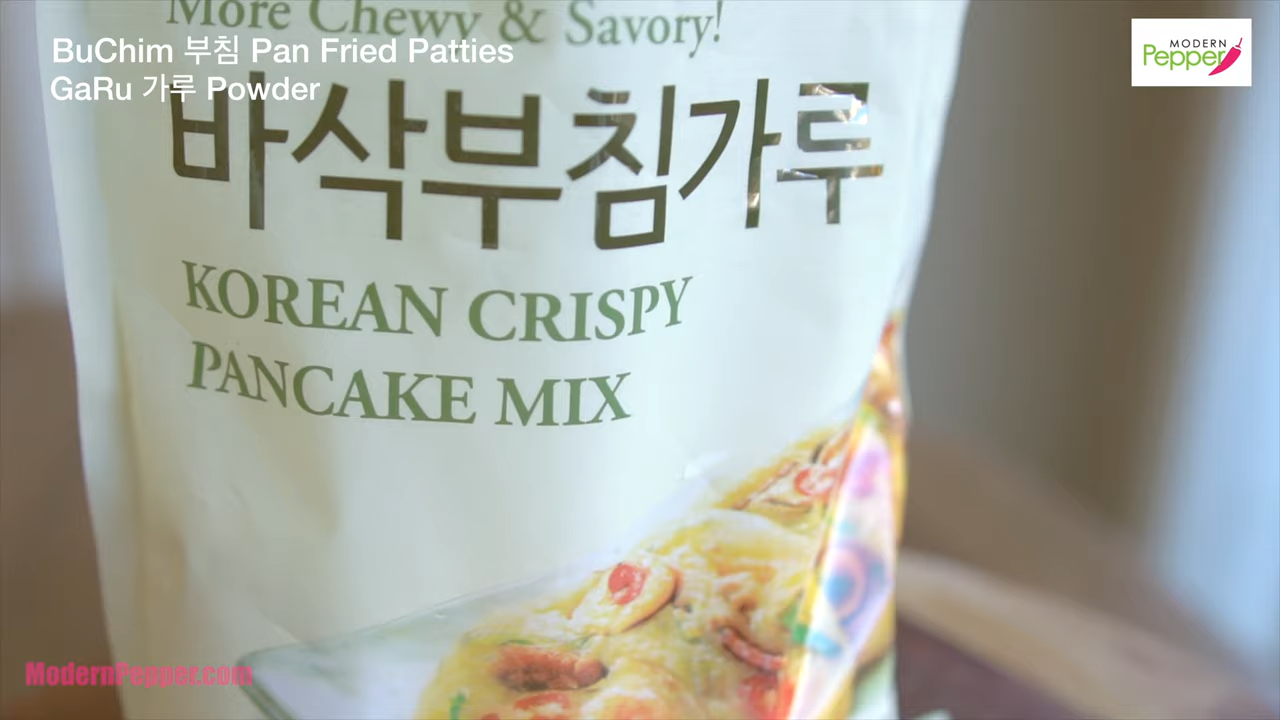 More Chewy & Savory!
BuChim 부침 Pan Fried Patties
GaRu 가루 Powder
바삭부침가루
KOREAN CRISPY
PANCAKE MIX
MODERN
Pepper
ModernPepper.com